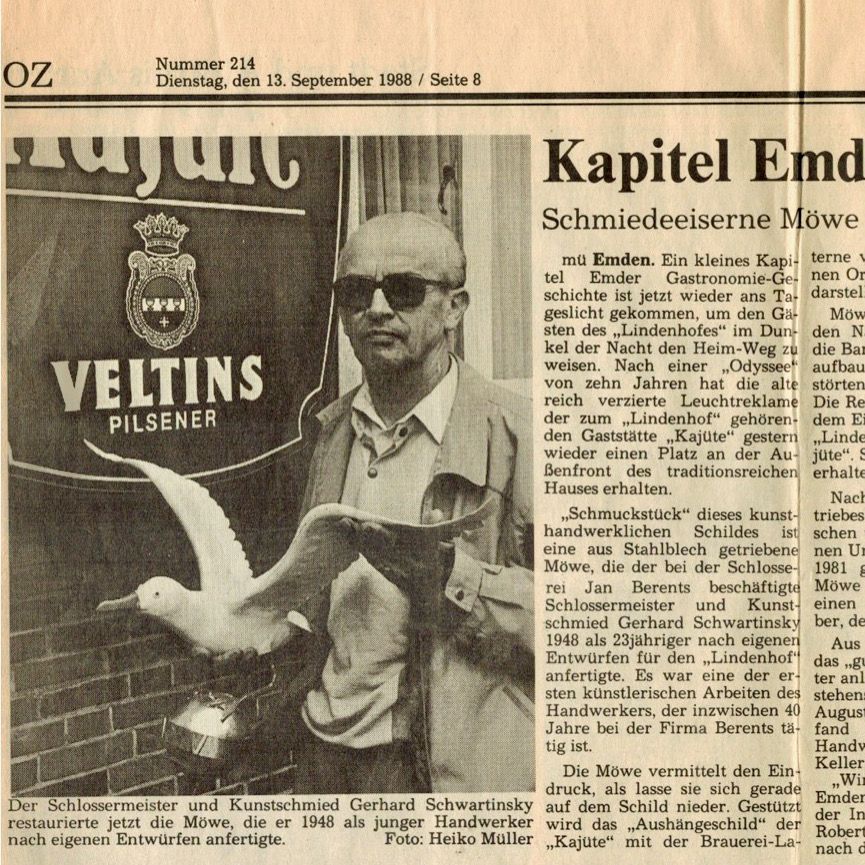 OZ
Nummer 214
Dienstag, den 13. September 1988 / Seite 8
VELTINS
PILSENER
Der Schlossermeister und Kunstschmied Gerhard Schwartinsky
restaurierte jetzt die Möwe, die er 1948 als junger Handwerker
nach eigenen Entwürfen anfertigte. Foto: Heiko Müller
Kapitel Emd
Schmiedeeiserne Möwe
mü Emden. Ein kleines Kapi-
tel Emder Gastronomie-Ge-
schichte ist jetzt wieder ans Ta-
geslicht gekommen, um den Gä-
sten des „Lindenhofes“ im Dun-
kel der Nacht den Heim-Weg zu
weisen. Nach einer „Odyssee“
von zehn Jahren hat die alte
reich verzierte Leuchtreklame
der zum „Lindenhof“ gehören-
den Gaststätte „Kajüte“ gestern
wieder einen Platz an der Au-
ßenfront des traditionsreichen
Hauses erhalten.
„Schmuckstück“ dieses kunst-
handwerklichen Schildes ist
eine aus Stahlblech getriebene
Möwe, die der bei der Schlosse-
rei Jan Berents beschäftigte
Schlossermeister und Kunst-
schmied Gerhard Schwartinsky
1948 als 23jähriger nach eigenen
Entwürfen für den „Lindenhof“
anfertigte. Es war eine der er-
sten künstlerischen Arbeiten des
Handwerkers, der inzwischen 40
Jahre bei der Firma Berents tä-
tig ist.
Die Möwe vermittelt den Ein-
druck, als lasse sie sich gerade
auf dem Schild nieder. Gestützt
wird das „Aushängeschild“ der
„Kajüte“ mit der Brauerei-La-
terne v
nen Or
darstell
Möw
den N
die Bar
aufbau
störten
Die Re
dem Ei
„Linde
jüte“. S
erhalte
Nach
triebes
schen
nen Un
1981 g
Möwe
einen
ber, de
Aus
das „gu
ter anl
stehens
August
fand
Handw
Keller
„Wir
Emden
der In
Robert
nach d